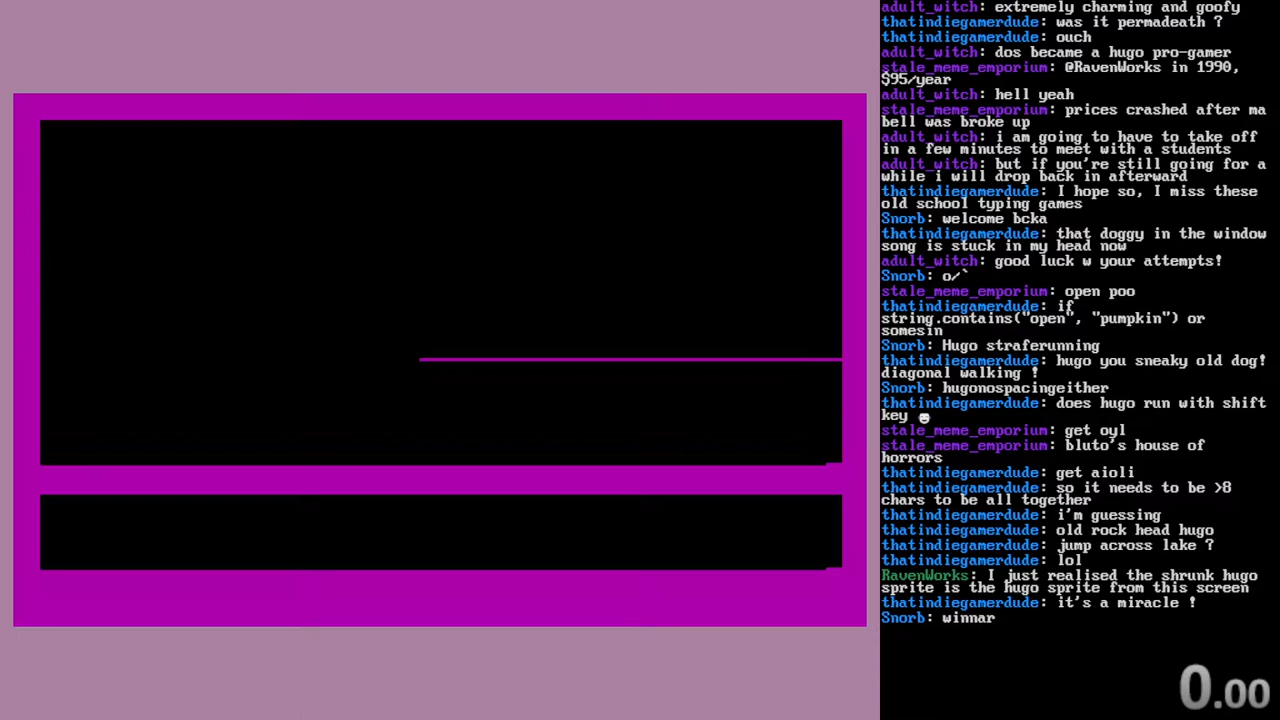 adult_witch: extremely charming and goofy
thatindiegamerdude: was it permadeath ?
thatindiegamerdude: ouch
adult_witch: dos became a hugo pro-gamer
stale_meme_emporium: @RavenWorks in 1990,
$95/year
adult_witch: hell yeah
stale_meme_emporium: prices crashed after ma
bell was broke up
adult_witch: i am going to have to take off
in a few minutes to meet with a students
adult_witch: but if you're still going for a
while i will drop back in afterward
thatindiegamerdude: I hope so, I miss these
old school typing games
Snorb: welcome bcka
thatindiegamerdude: that doggy in the window
song is stuck in my head now
adult_witch: good luck w your attempts!
Snorb: o/`
stale_meme_emporium: open poo
thatindiegamerdude: if
string.contains("open", "pumpkin") or
somesin
Snorb: Hugo straferunning
thatindiegamerdude: hugo you sneaky old dog!
diagonal walking !
Snorb: hugonospacingeither
thatindiegamerdude: does hugo run with shift
key
stale_meme_emporium: get oyl
stale_meme_emporium: bluto's house of
horrors
thatindiegamerdude: get aioli
thatindiegamerdude: so it needs to be >8
chars to be all together
thatindiegamerdude: i'm guessing
thatindiegamerdude: old rock head hugo
thatindiegamerdude: jump across lake ?
thatindiegamerdude: lol
RavenWorks: I just realised the shrunk hugo
sprite is the hugo sprite from this screen
thatindiegamerdude: it's a miracle !
Snorb: winnar
0.00